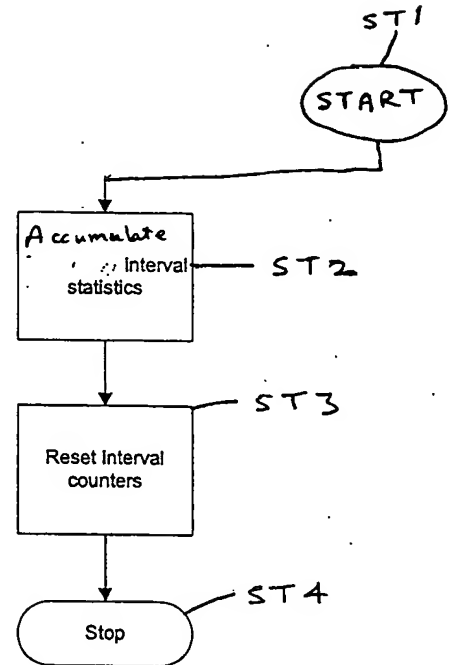 ST1
START
Accumulate
Interval
statistics
ST2
ST3
Reset Interval
counters
ST4
Stop